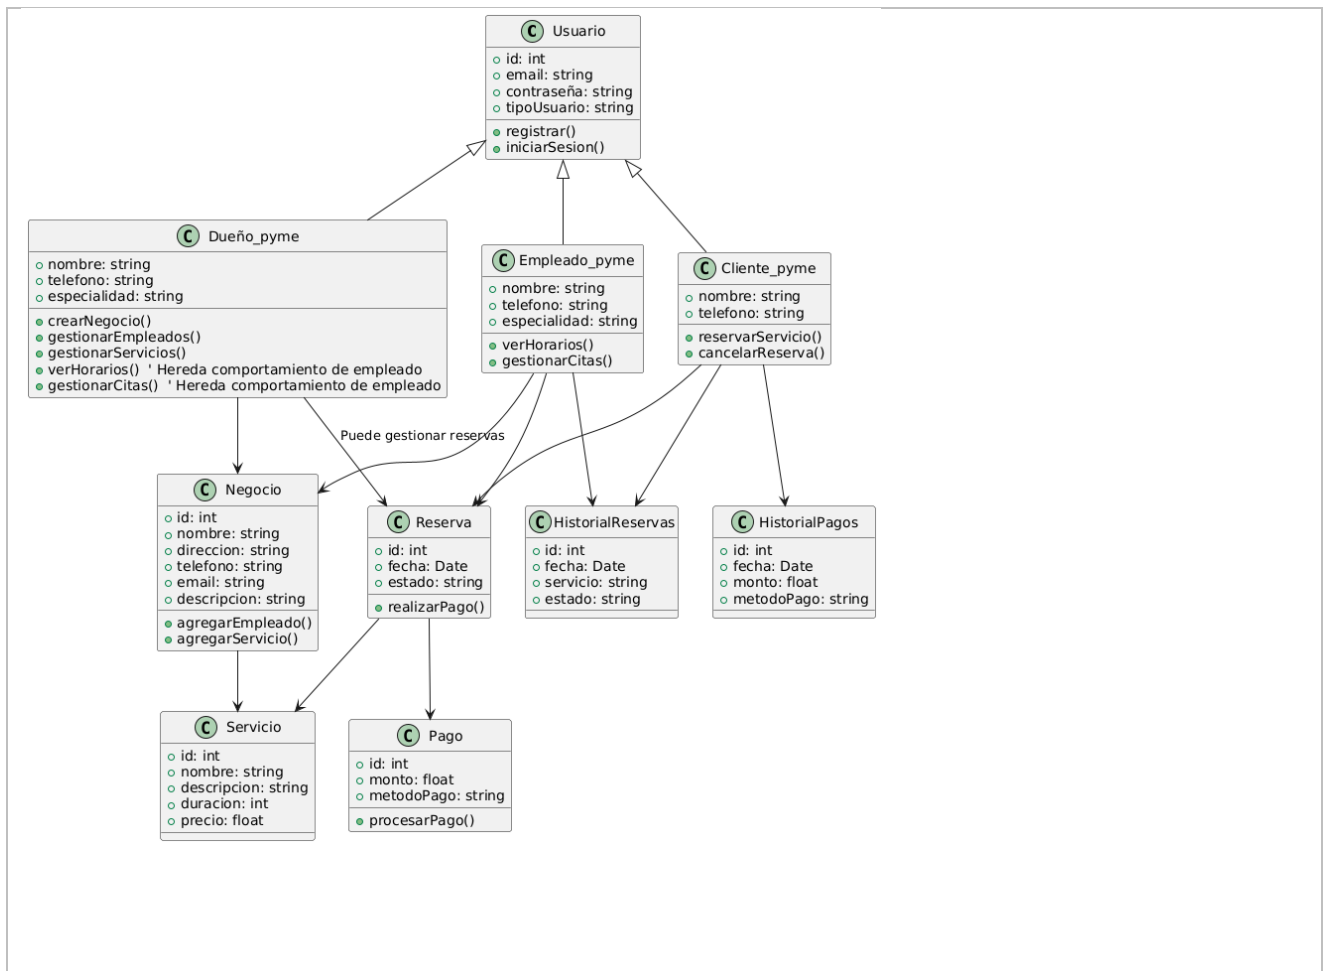 C Usuario
id: int
email: string
contraseña: string
tipoUsuario: string
registrar()
iniciarSesion()
C Dueño_pyme
nombre: string
telefono: string
especialidad: string
crearNegocio()
gestionarEmpleados()
gestionarServicios()
verHorarios() ' Hereda comportamiento de empleado
gestionarCitas() ' Hereda comportamiento de empleado
C Empleado_pyme
nombre: string
telefono: string
especialidad: string
verHorarios()
gestionarCitas()
C Cliente_pyme
nombre: string
telefono: string
reservarServicio()
cancelarReserva()
Puede gestionar reservas
C Negocio
id: int
nombre: string
direccion: string
telefono: string
email: string
descripcion: string
agregarEmpleado()
agregarServicio()
C Reserva
id: int
fecha: Date
estado: string
realizarPago()
C HistorialReservas
id: int
fecha: Date
servicio: string
estado: string
C HistorialPagos
id: int
fecha: Date
monto: float
metodoPago: string
C Servicio
id: int
nombre: string
descripcion: string
duracion: int
precio: float
C Pago
id: int
monto: float
metodoPago: string
procesarPago()